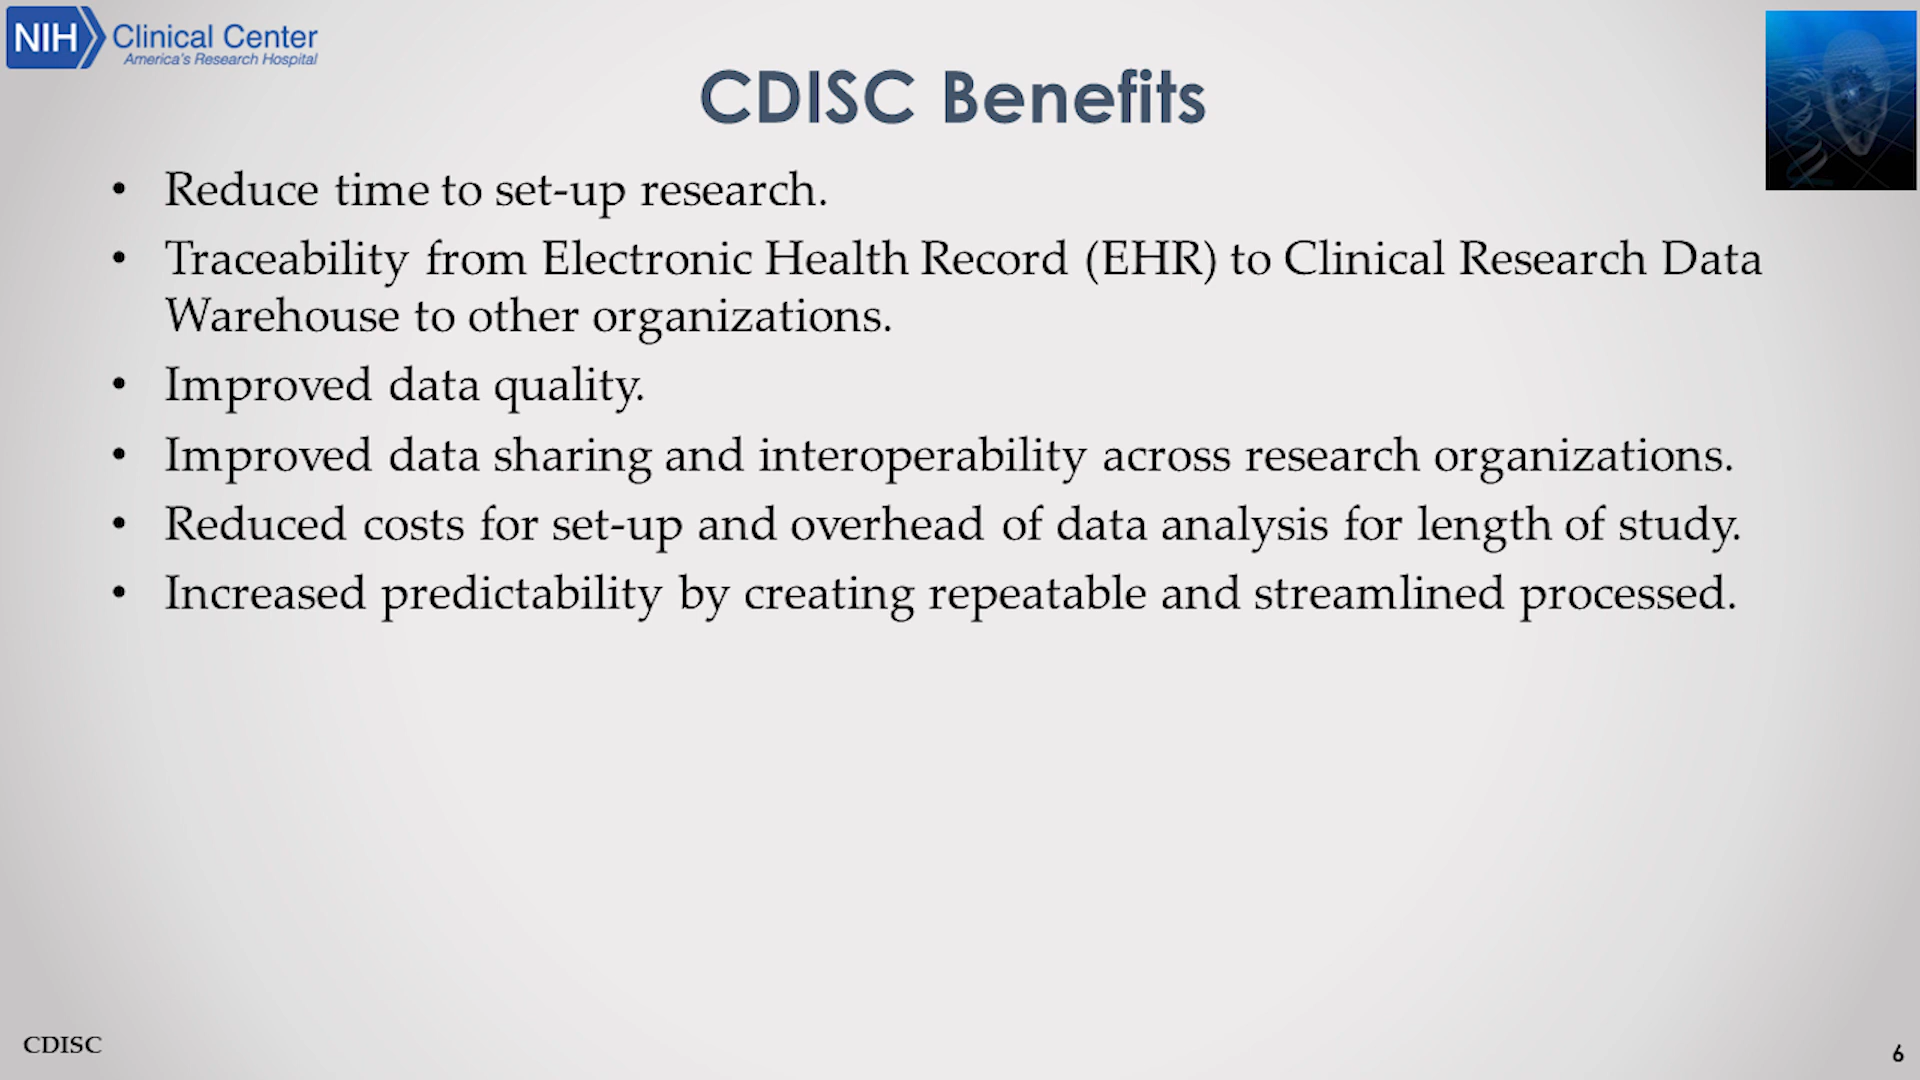 NIH Clinical Center
America's Research Hospital
CDISC Benefits
• Reduce time to set-up research.
• Traceability from Electronic Health Record (EHR) to Clinical Research Data
Warehouse to other organizations.
• Improved data quality.
• Improved data sharing and interoperability across research organizations.
• Reduced costs for set-up and overhead of data analysis for length of study.
• Increased predictability by creating repeatable and streamlined processed.
CDISC
6